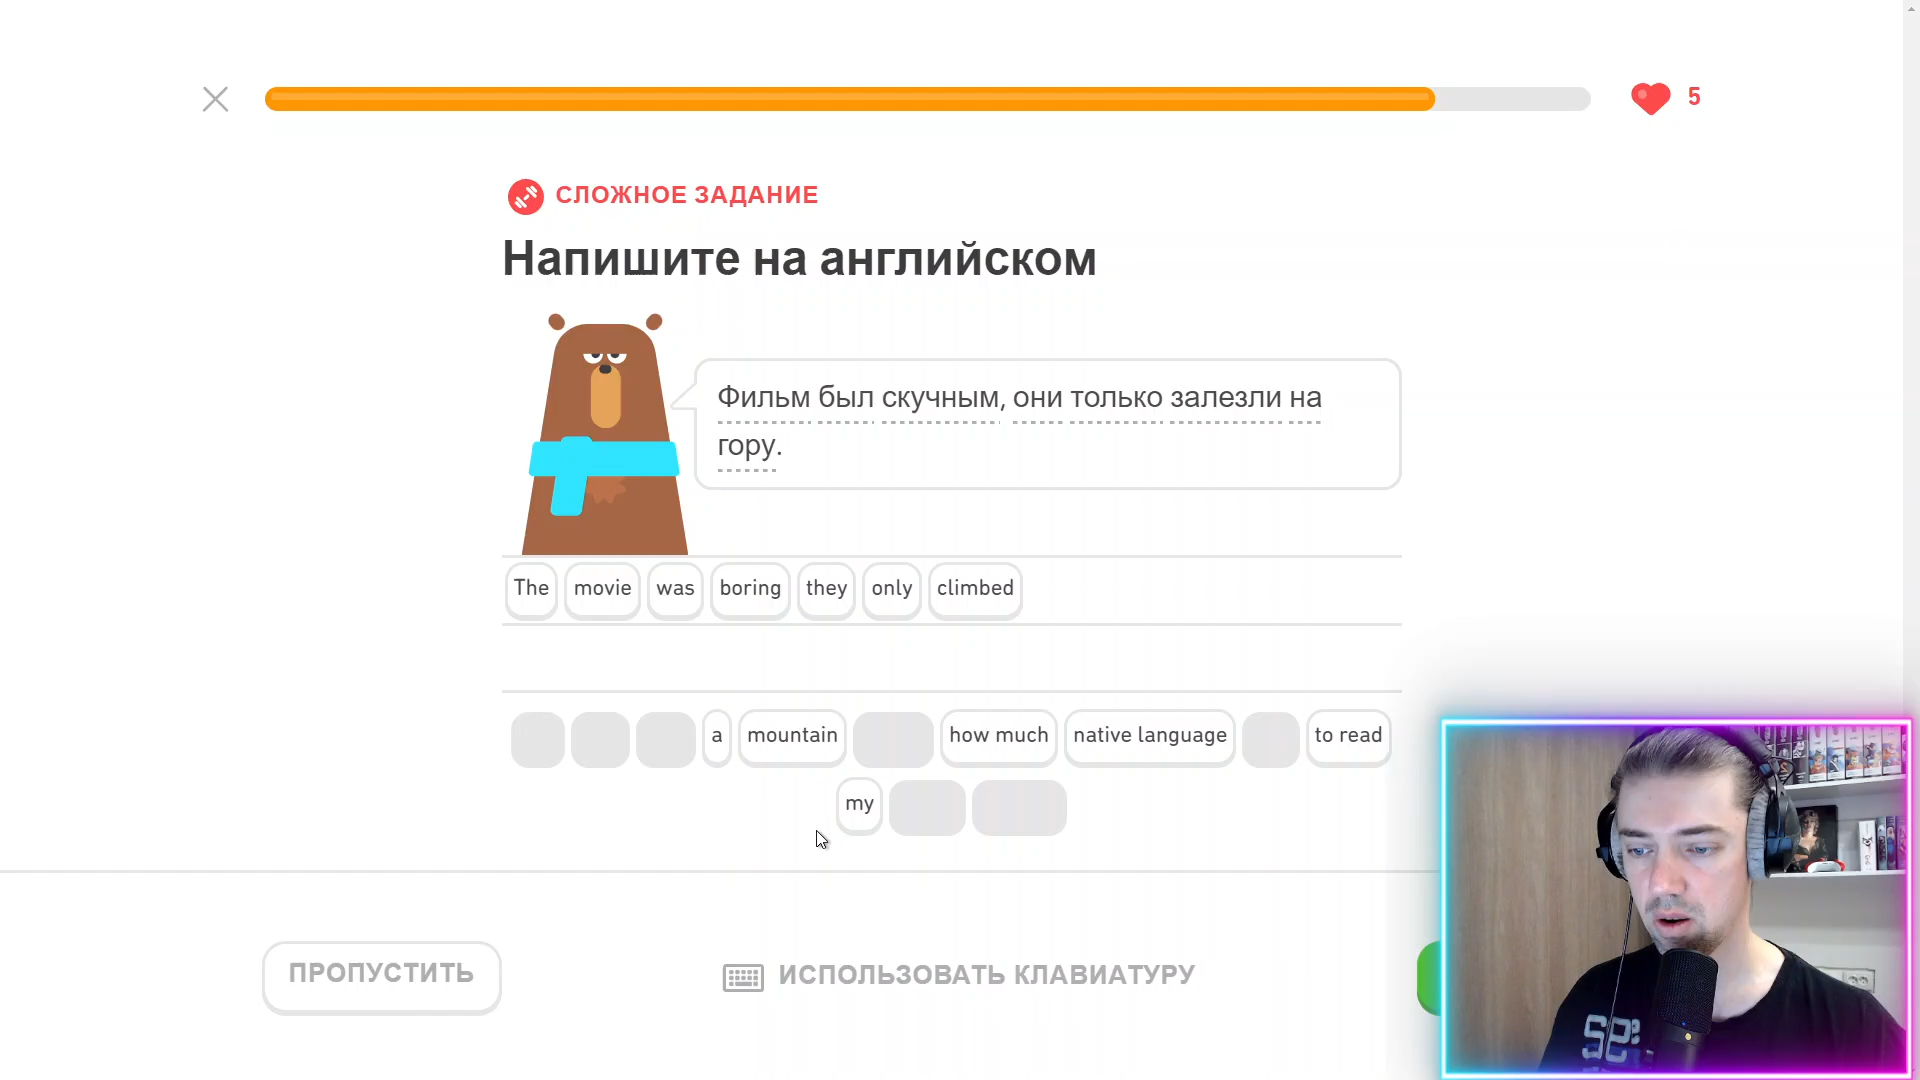 5
СЛОЖНОЕ ЗАДАНИЕ
Напишите на английском
Фильм был скучным, они только залезли на
гору.
The movie was boring they only climbed
a mountain how much native language to read
my
ПРОПУСТИТЬ
ИСПОЛЬЗОВАТЬ КЛАВИАТУРУ